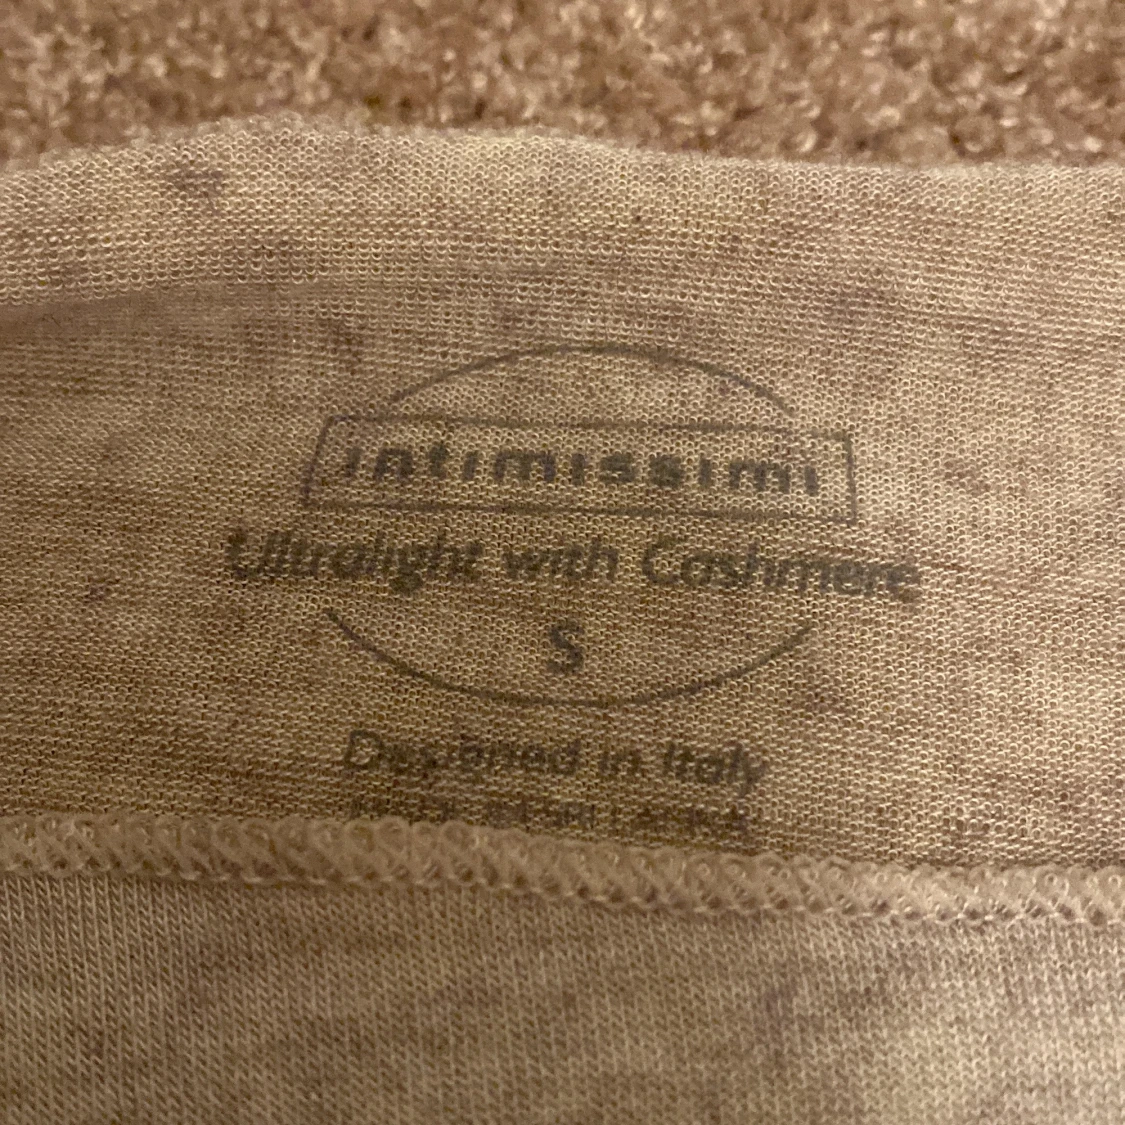 intimissimi
Ultralight with Cashmere
S
Designed in Italy